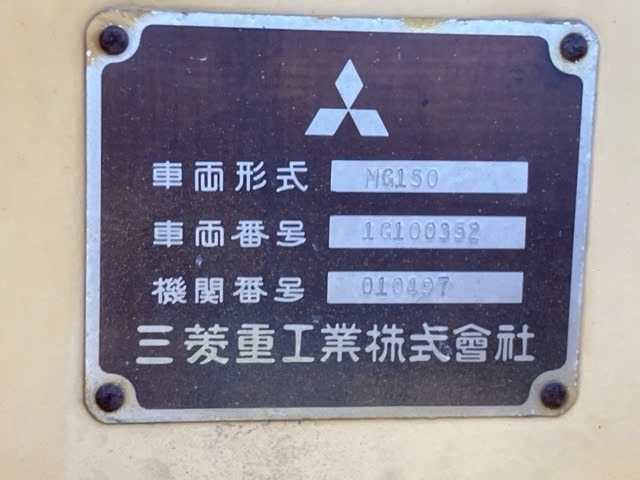 車両形式 MG150
車両番号 1G100352
機関番号 010497
三菱重工業株式會社